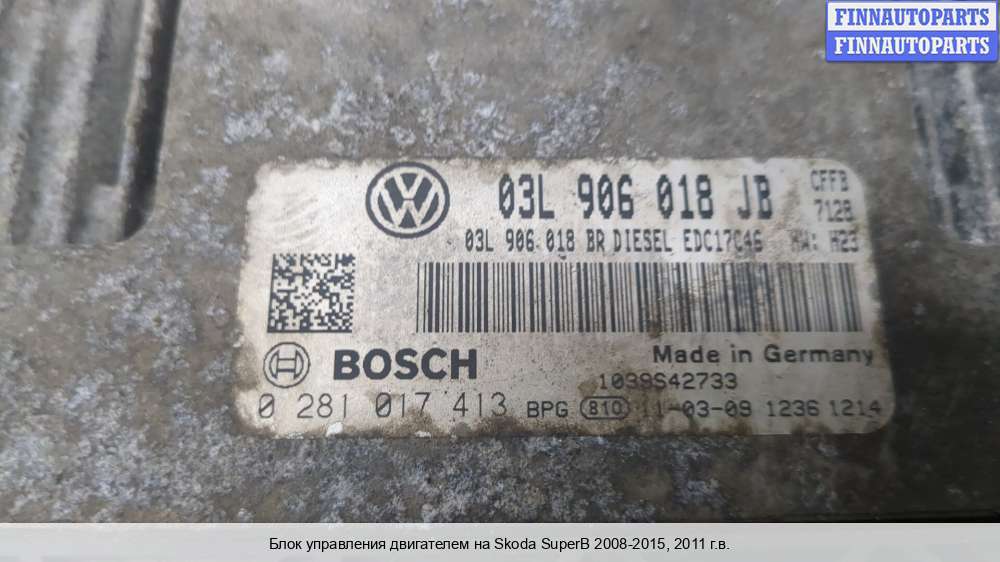 FINNAUTOPARTS
FINNAUTOPARTS
03L 906 018 JB
CFFB
7128
03L 906 018 BR DIESEL EDC17C46 HW: H23
BOSCH
Made in Germany
1039S42733
0 281 017 413 BPG 810 11-03-09 1236 1214
Блок управления двигателем на Skoda SuperB 2008-2015, 2011 г.в.